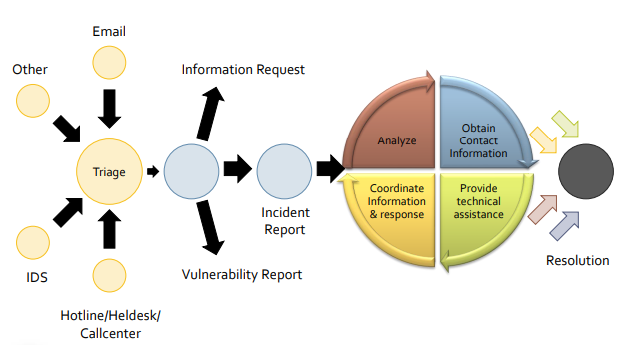 Email
Other
Information Request
Triage
Analyze
Obtain
Contact
Information
Coordinate
Information
& response
Provide
technical
assistance
Incident
Report
Resolution
IDS
Vulnerability Report
Hotline/Heldesk/
Callcenter